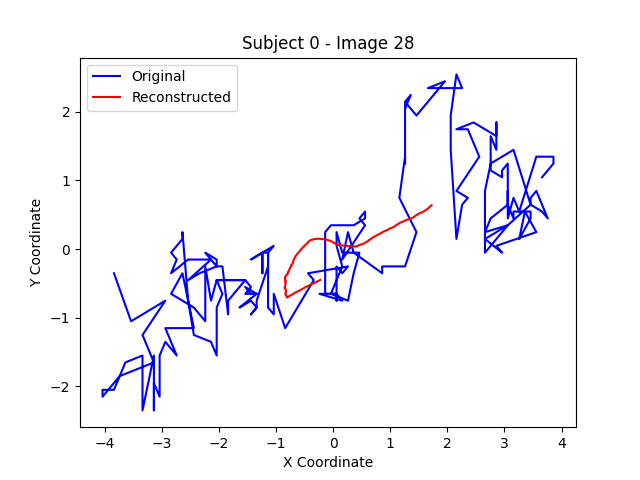 Subject 0 - Image 28
Original
Reconstructed
2
1
0
−1
−2
Y Coordinate
−4 −3 −2 −1 0 1 2 3 4
X Coordinate